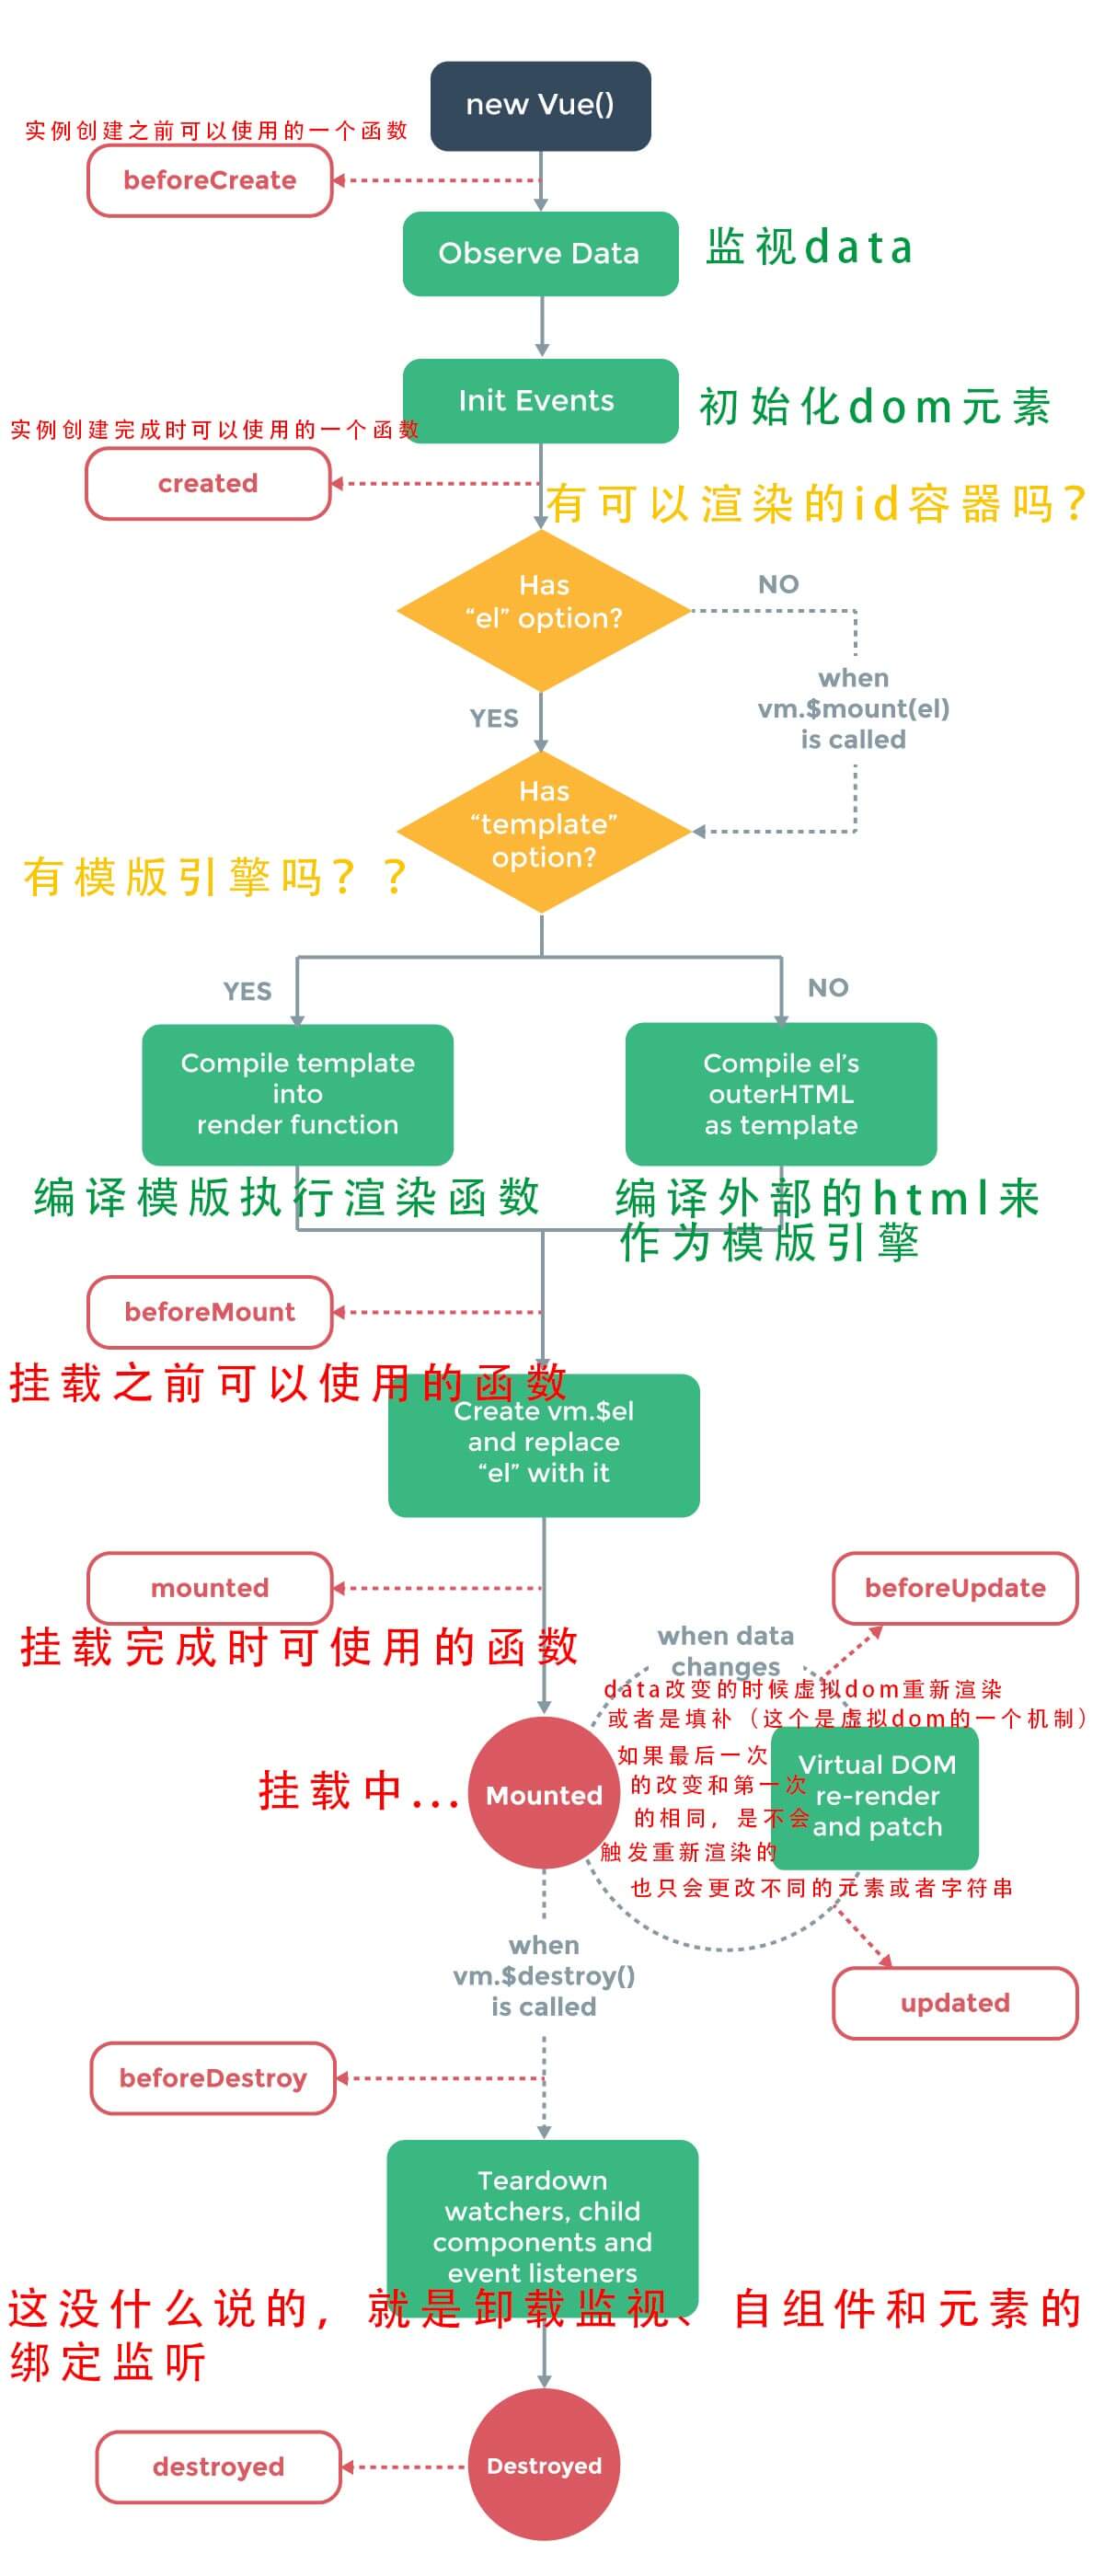 new Vue()
实例创建之前可以使用的一个函数
beforeCreate
Observe Data
监视data
Init Events
初始化dom元素
实例创建完成时可以使用的一个函数
created
有可以渲染的id容器吗?
Has
“el” option?
NO
when
vm.$mount(el)
is called
YES
Has
“template”
option?
有模版引擎吗? ?
YES
NO
Compile template
into
render function
Compile el’s
outerHTML
as template
编译模版执行渲染函数
编译外部的html来
作为模版引擎
beforeMount
挂载之前可以使用的函数
Create vm.$el
and replace
“el” with it
mounted
挂载完成时可使用的函数
beforeUpdate
when data
changes
data改变的时候虚拟dom重新渲染
或者是填补（这个是虚拟dom的一个机制）
如果最后一次
的改变和第一次
的相同，是不会
触发重新渲染的
也只会更改不同的元素或者字符串
Virtual DOM
re-render
and patch
挂载中...
Mounted
when
vm.$destroy()
is called
updated
beforeDestroy
Teardown
watchers, child
components and
event listeners
这没什么说的，就是卸载监视、自组件和元素的
绑定监听
destroyed
Destroyed